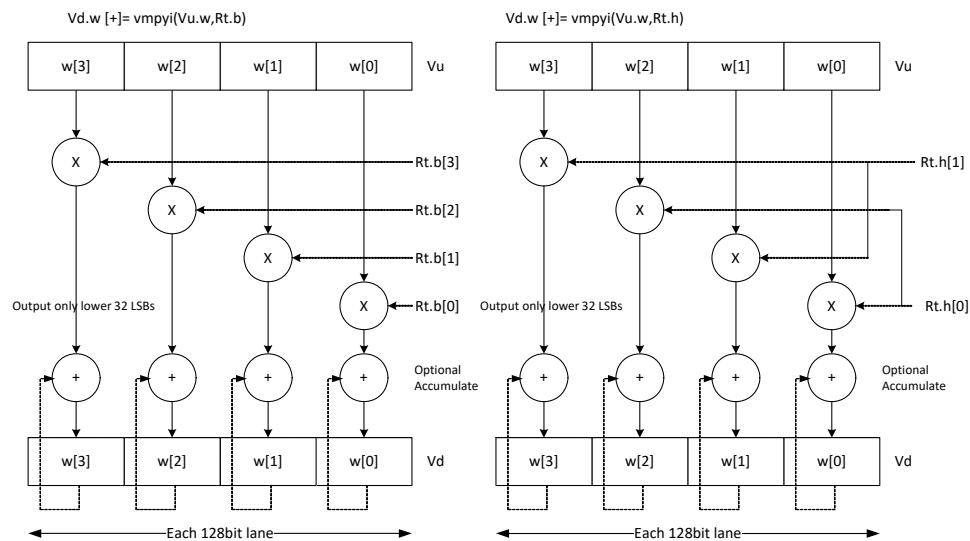 Vd.w [+]= vmpyi(Vu.w,Rt.b)
w[3] w[2] w[1] w[0] Vu
X Rt.b[3]
X Rt.b[2]
X Rt.b[1]
Output only lower 32 LSBs X Rt.b[0]
+ + + + Optional
Accumulate
w[3] w[2] w[1] w[0] Vd
Each 128bit lane
Vd.w [+]= vmpyi(Vu.w,Rt.h)
w[3] w[2] w[1] w[0] Vu
X Rt.h[1]
X
X
Output only lower 32 LSBs X Rt.h[0]
+ + + + Optional
Accumulate
w[3] w[2] w[1] w[0] Vd
Each 128bit lane